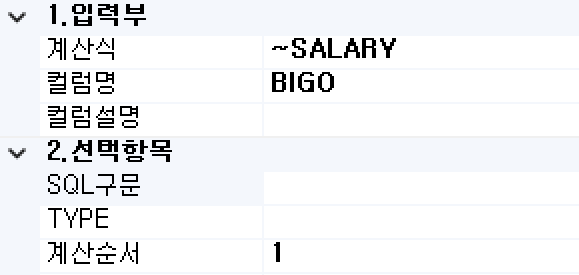 1.입력부
계산식 ~SALARY
컬럼명 BIGO
컬럼설명
2.선택항목
SQL구문
TYPE
계산순서 1